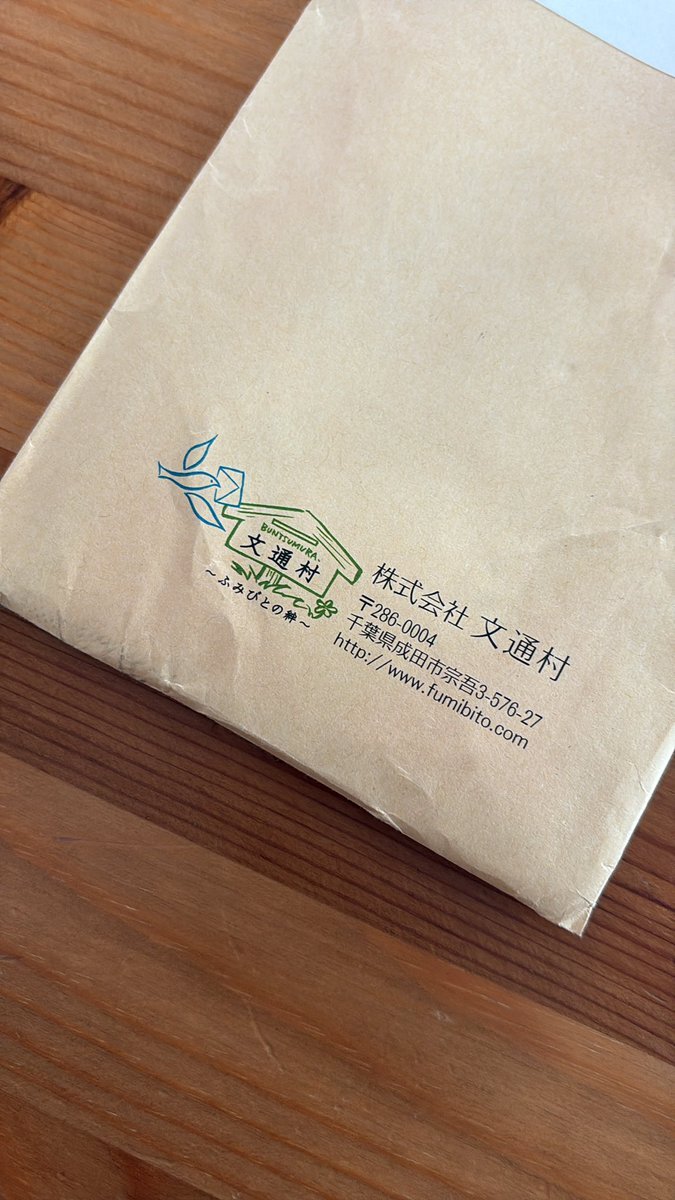 BUNTSUMURA.
文通村
~ふみびとの絆~
株式会社 文通村
〒286-0004
千葉県成田市宗吾3-576-27
http://www.fumibito.com